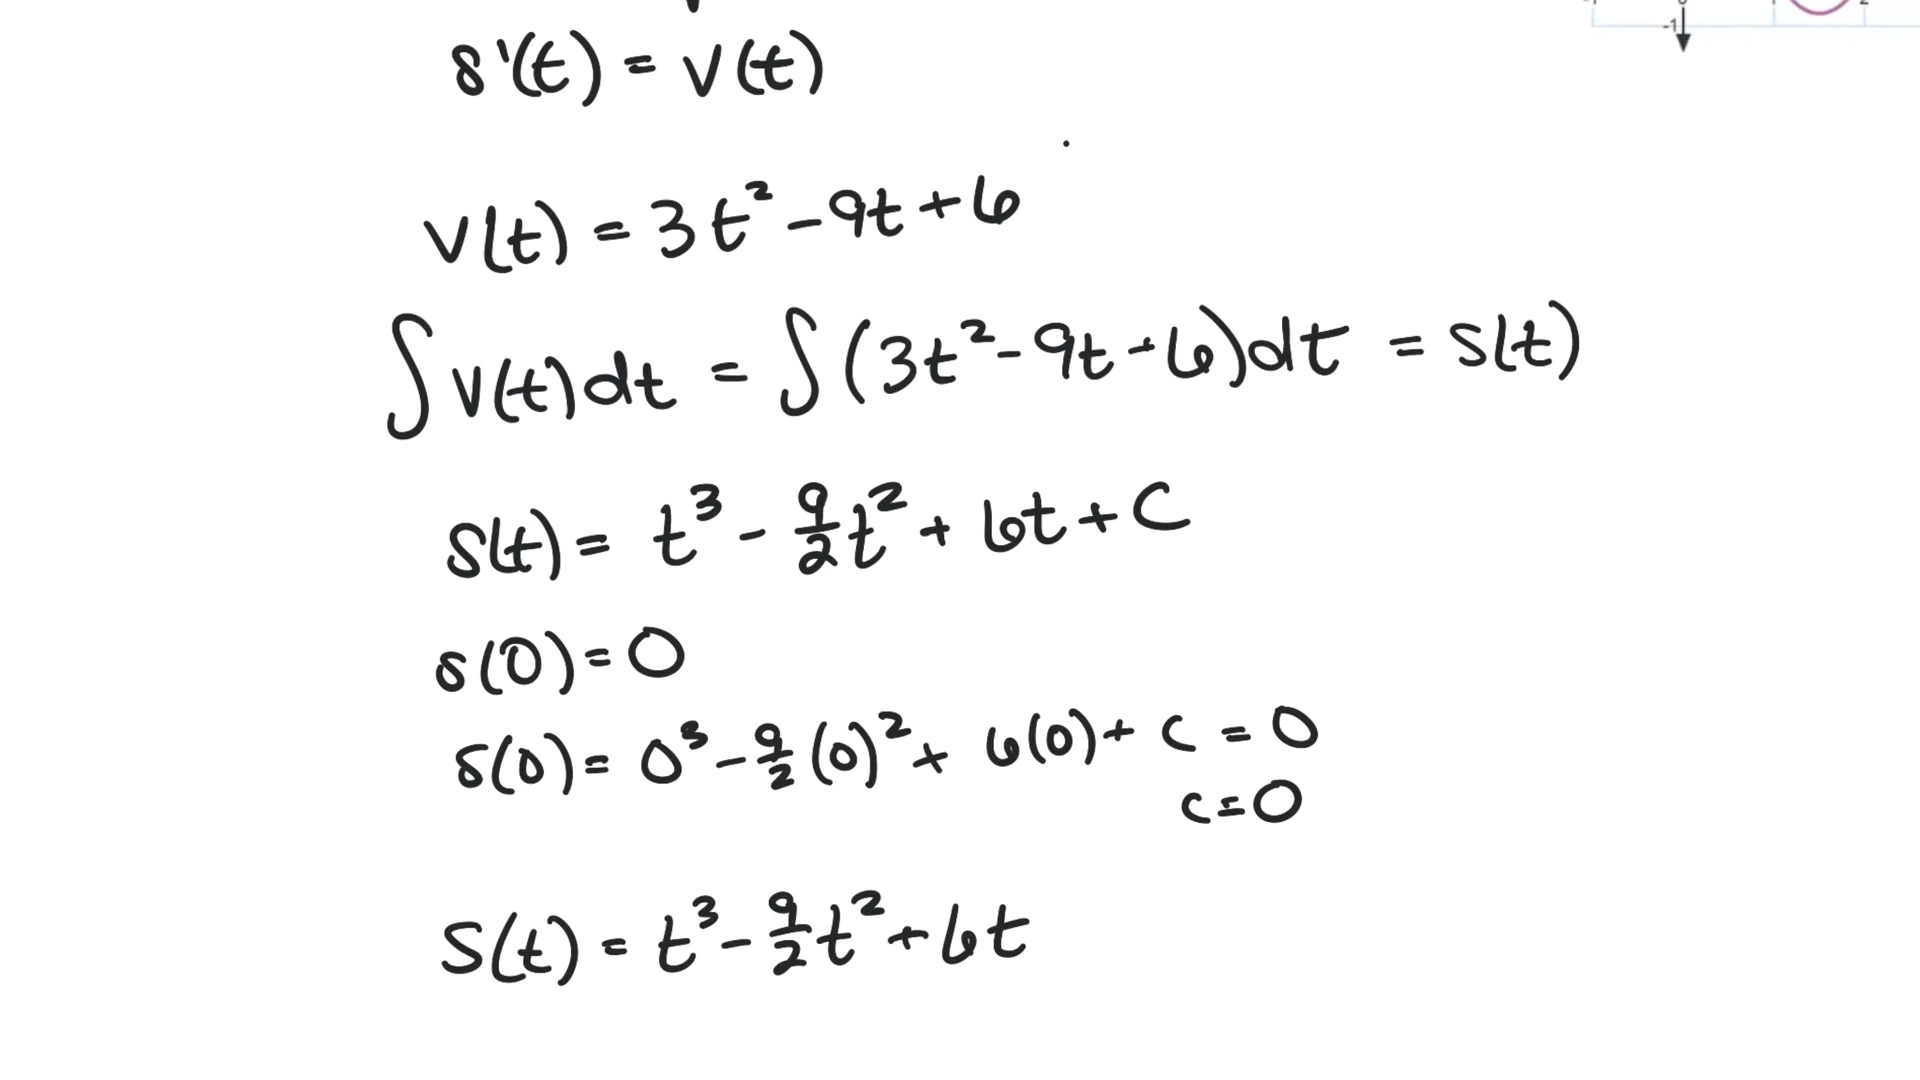 -1
s'(t) = v(t)
v(t) = 3t² - 9t + 6
∫v(t)dt = ∫(3t² - 9t + 6)dt = s(t)
s(t) = t³ - 9/2 t² + 6t + C
s(0) = 0
s(0) = 0³ - 9/2 (0)² + 6(0) + c = 0
c = 0
s(t) = t³ - 9/2 t² + 6t